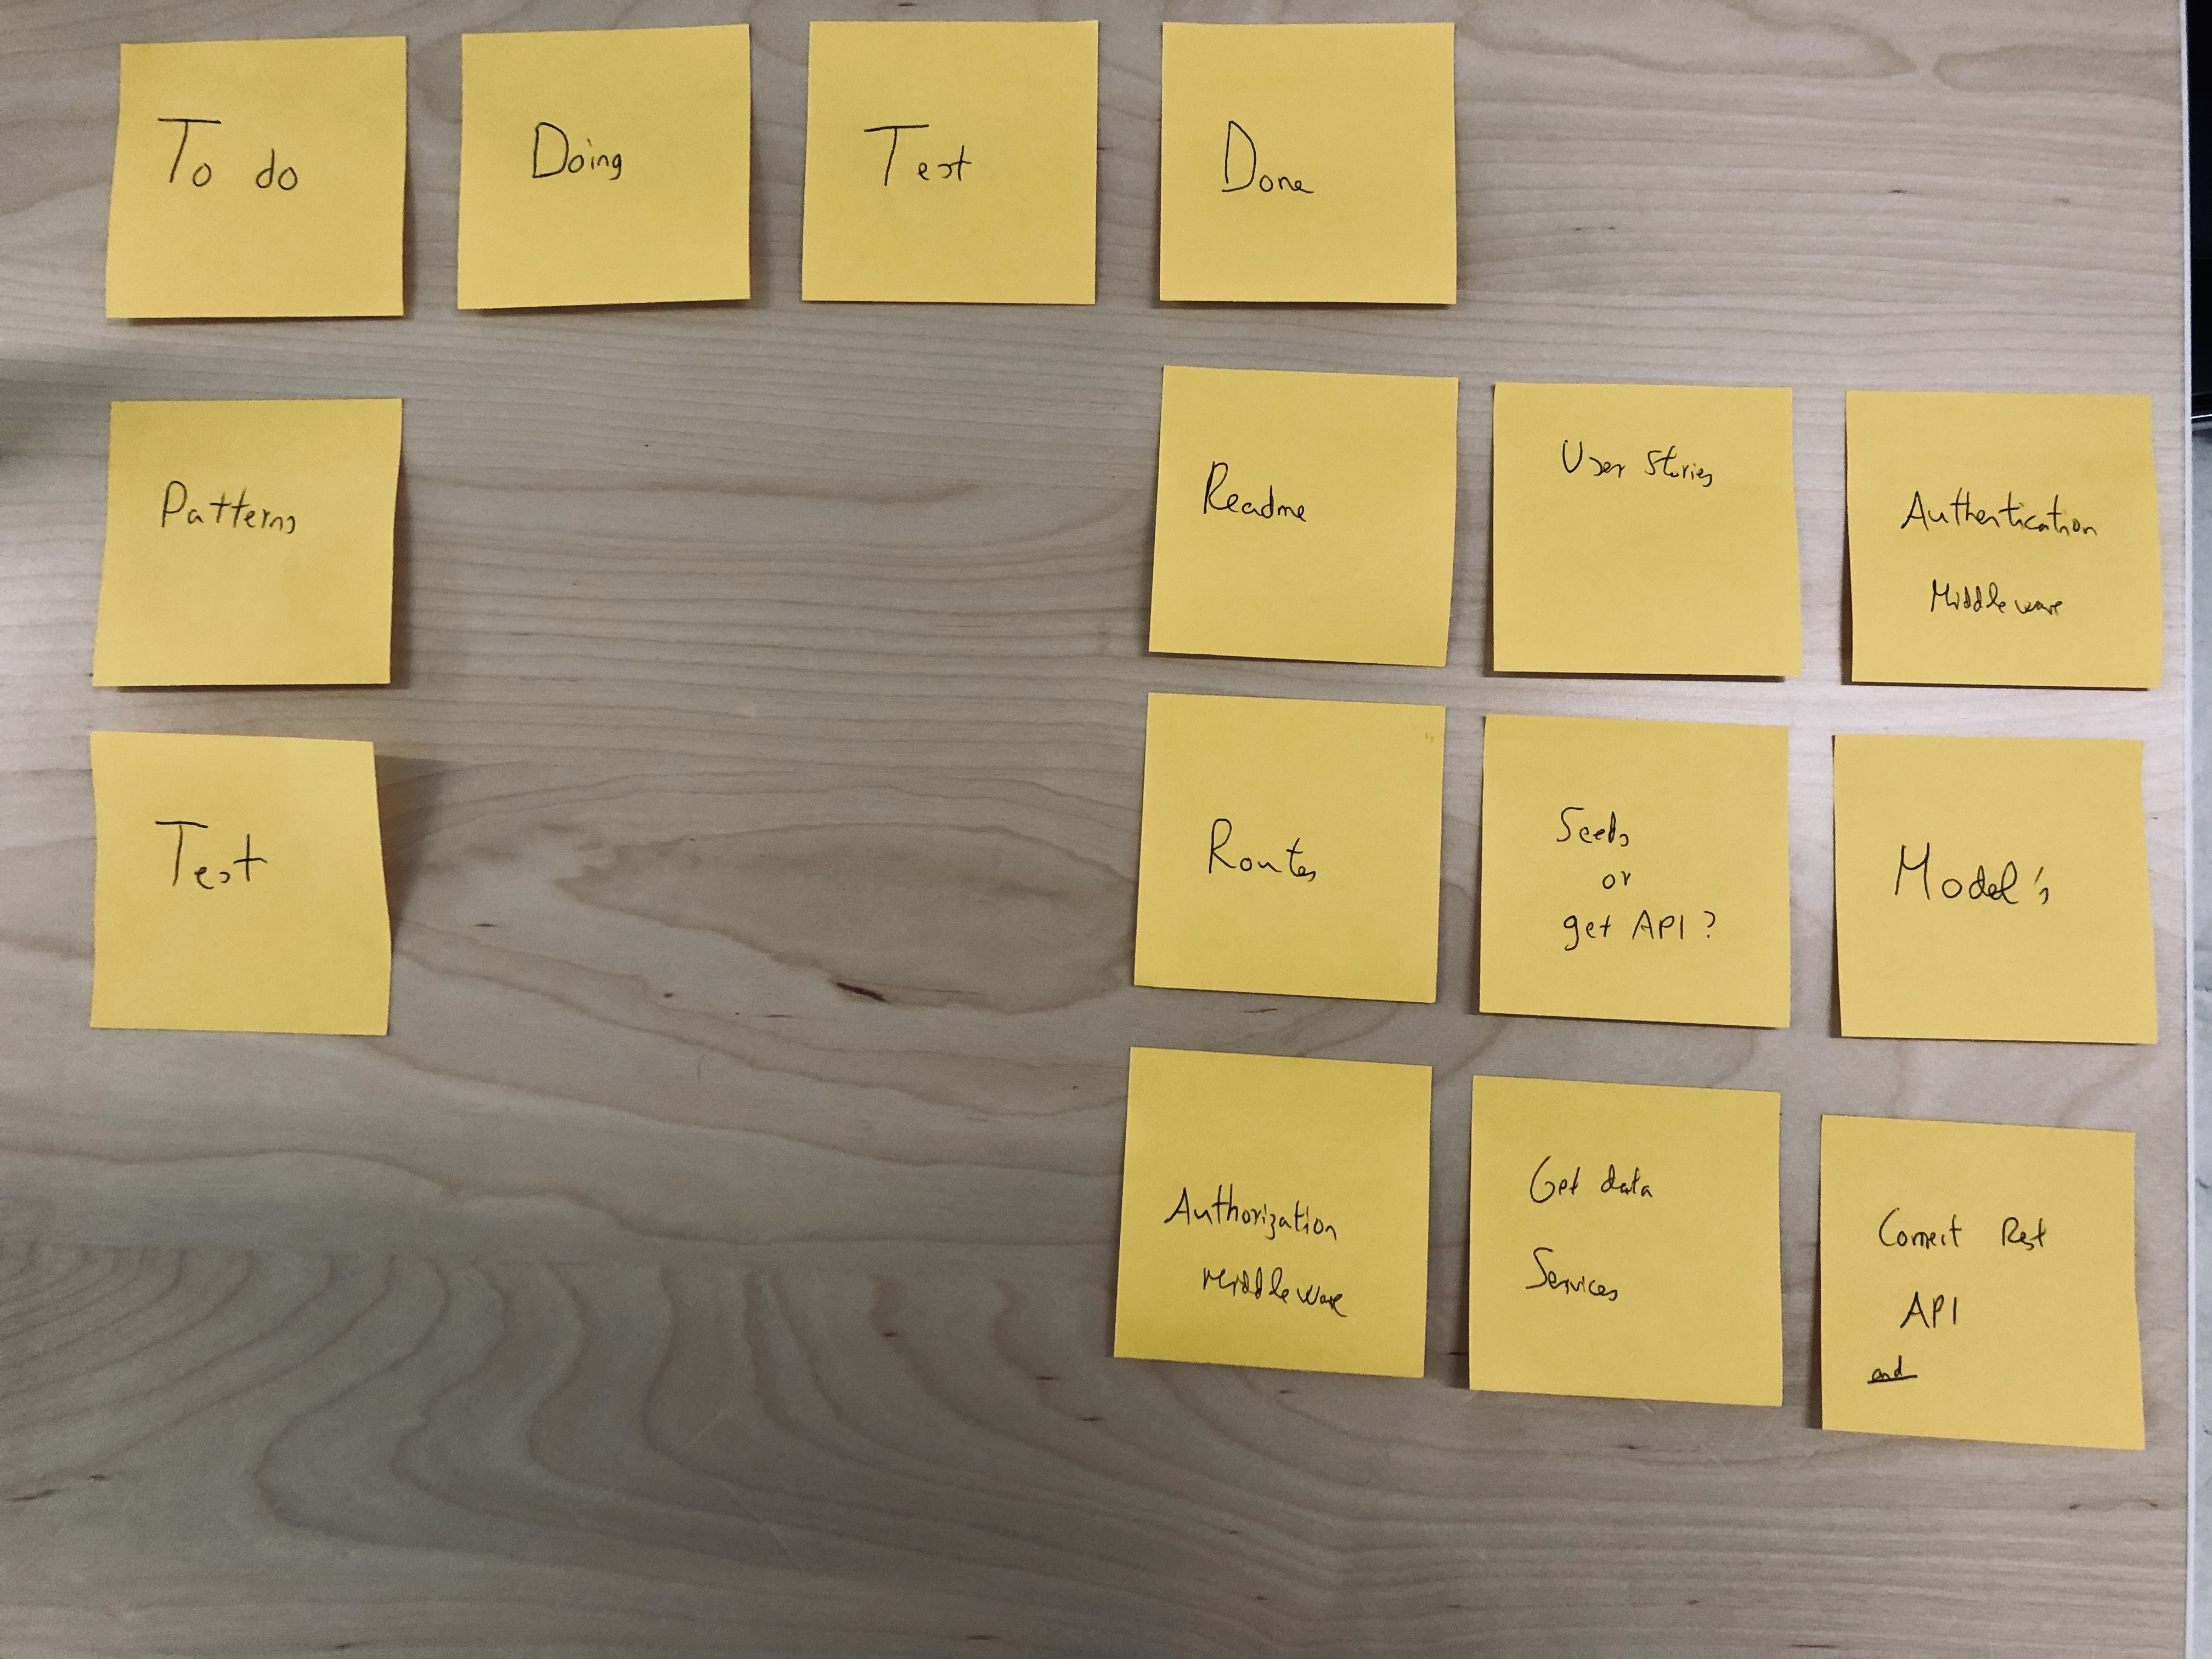 To do
Doing
Test
Done
Patterns
Readme
User Stories
Authentication
Middleware
Test
Routes
Seeds
or
get API?
Model's
Authorization
Middleware
Get data
Services
Correct Rest
API
end